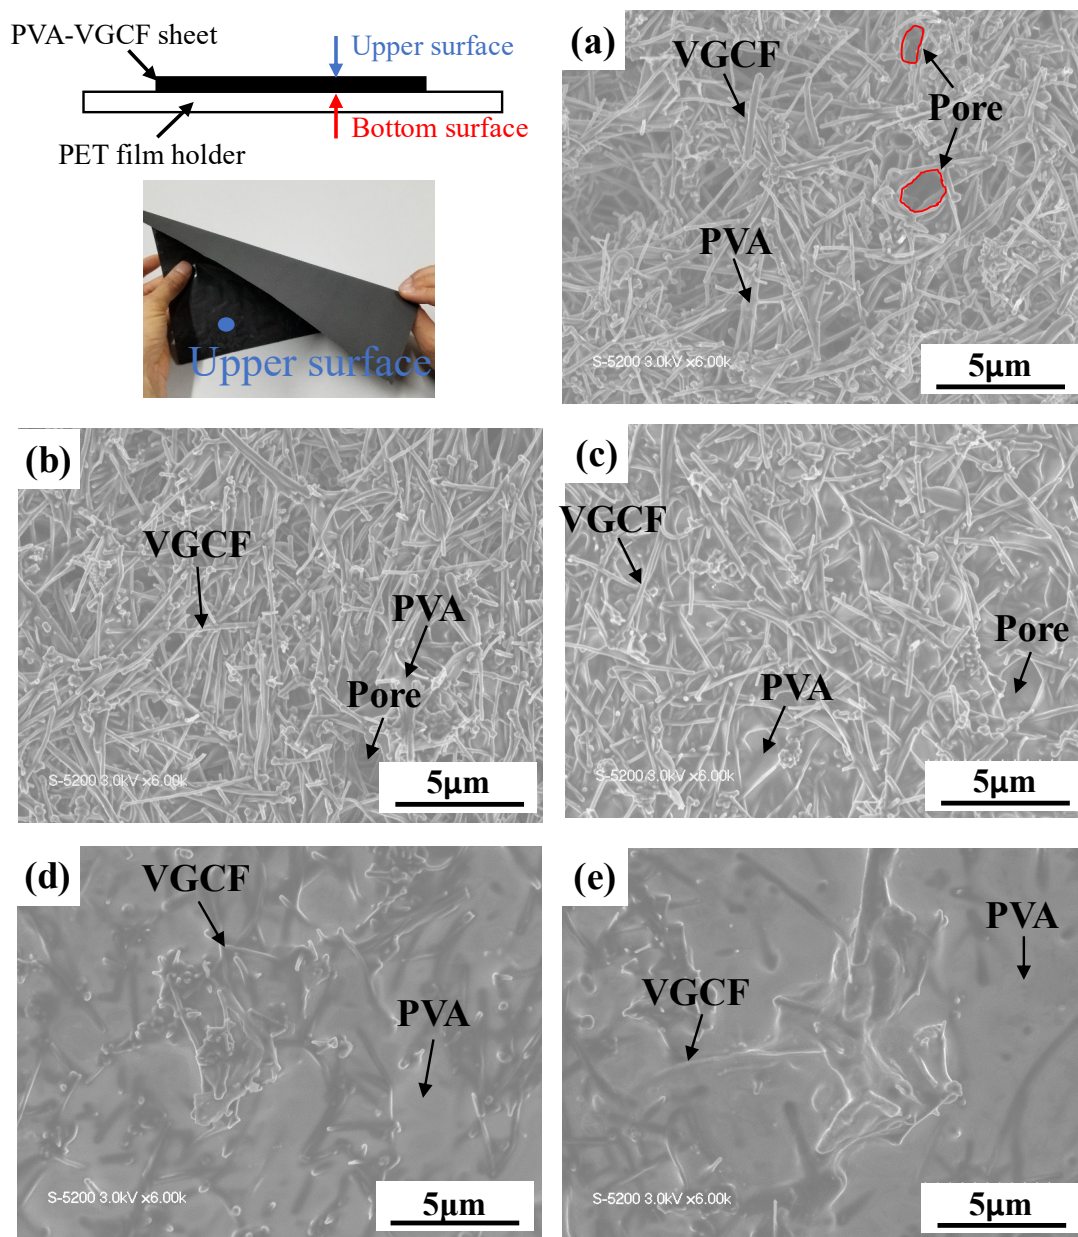 PVA-VGCF sheet
Upper surface
Bottom surface
PET film holder
Upper surface
(a)
VGCF
Pore
PVA
S-5200 3.0kV x6.00k
5μm
(b)
VGCF
PVA
Pore
S-5200 3.0kV x6.00k
5μm
(c)
VGCF
Pore
PVA
S-5200 3.0kV x6.00k
5μm
(d)
VGCF
PVA
S-5200 3.0kV x6.00k
5μm
(e)
PVA
VGCF
S-5200 3.0kV x6.00k
5μm